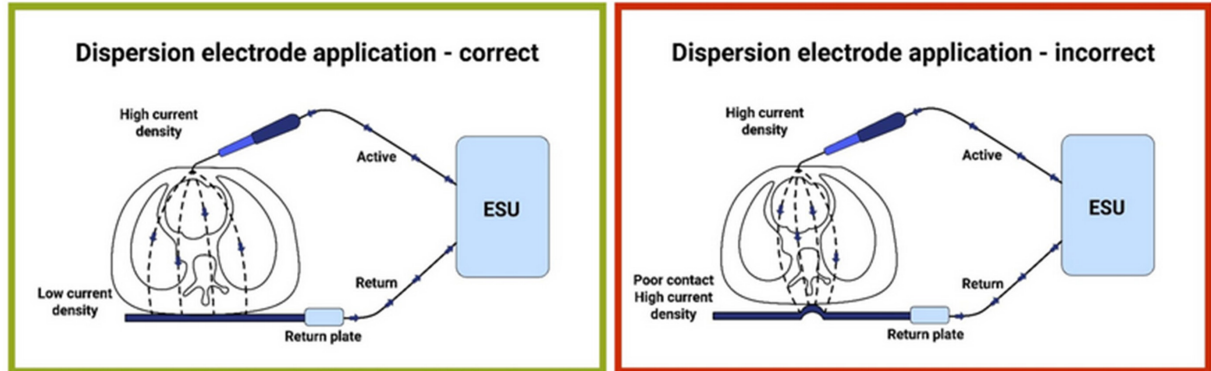 Dispersion electrode application - correct
High current
density
Active
ESU
Low current
density
Return
Return plate
Dispersion electrode application - incorrect
High current
density
Active
ESU
Poor contact
High current
density
Return
Return plate